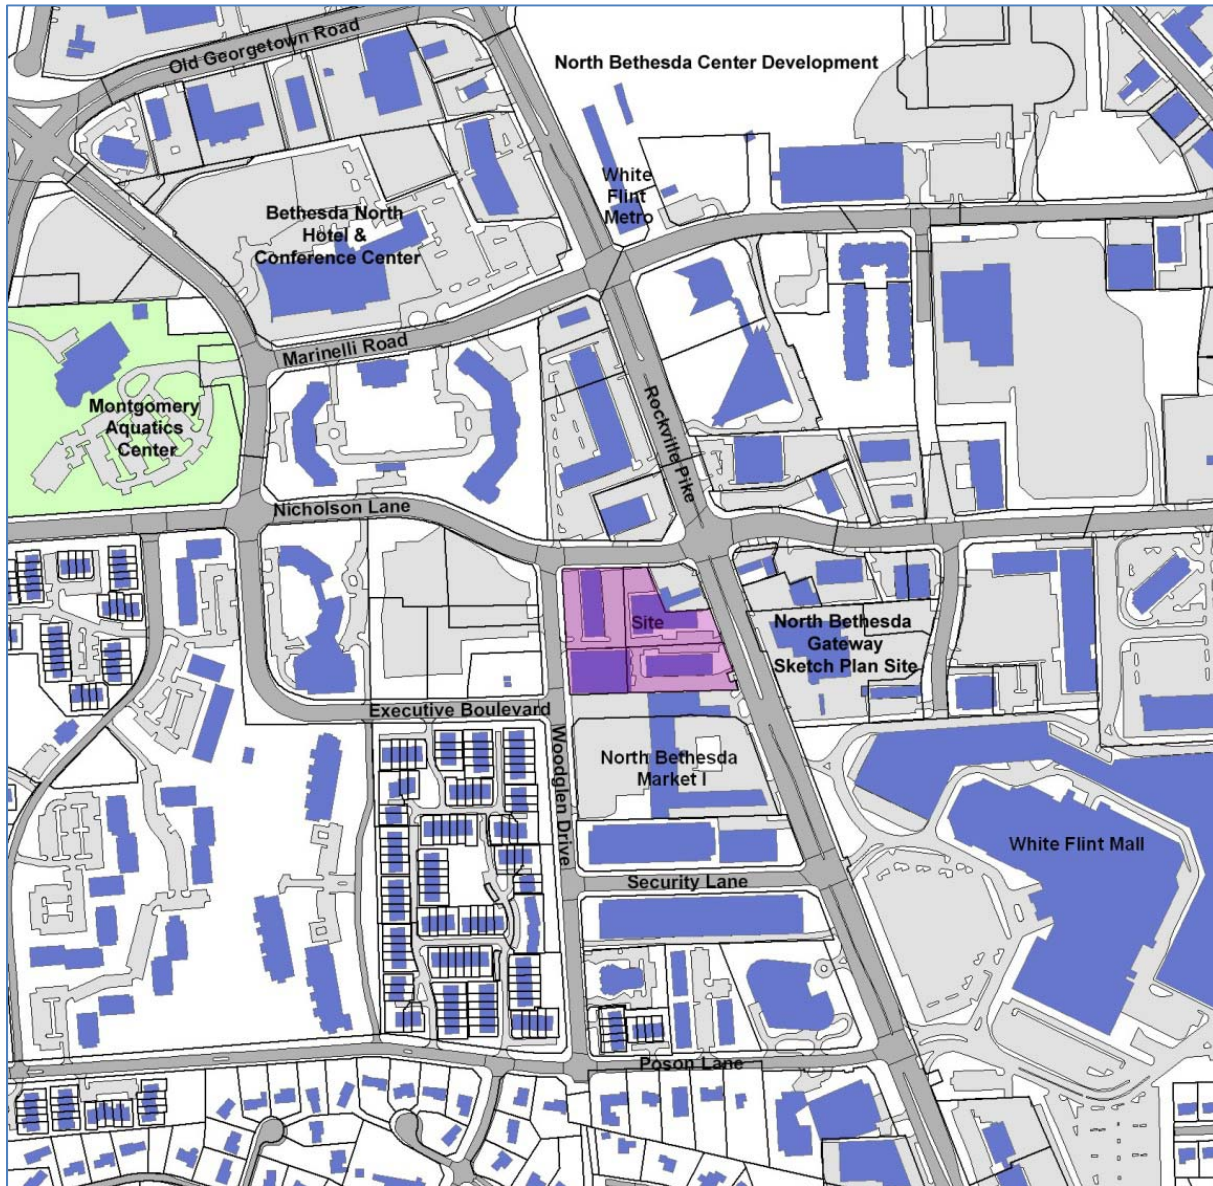 Old Georgetown Road
North Bethesda Center Development
White
Flint
Metro
Bethesda North
Hotel &
Conference Center
Marinelli Road
Montgomery
Aquatics
Center
Rockville Pike
Nicholson Lane
Site
North Bethesda
Gateway
Sketch Plan Site
Executive Boulevard
Woodglen Drive
North Bethesda
Market I
White Flint Mall
Security Lane
Poson Lane